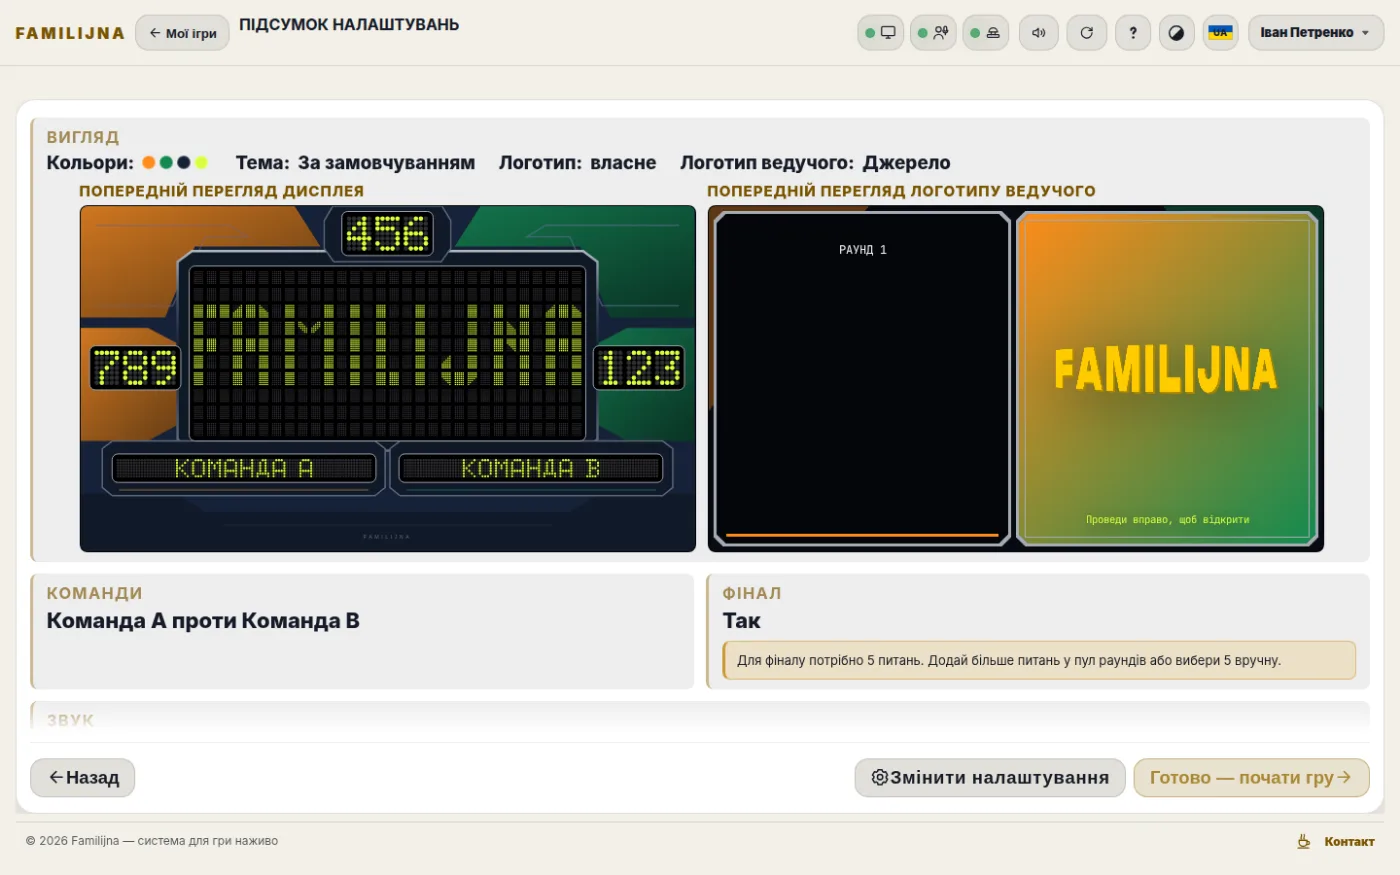 FAMILIJNA
← Мої ігри
ПІДСУМОК НАЛАШТУВАНЬ
?
UA
Іван Петренко
ВИГЛЯД
Кольори:
Тема: За замовчуванням
Логотип: власне
Логотип ведучого: Джерело
ПОПЕРЕДНІЙ ПЕРЕГЛЯД ДИСПЛЕЯ
ПОПЕРЕДНІЙ ПЕРЕГЛЯД ЛОГОТИПУ ВЕДУЧОГО
456
FAMILIJNA
789
123
КОМАНДА A
КОМАНДА B
FAMILIJNA
РАУНД 1
FAMILIJNA
Проведи вправо, щоб відкрити
КОМАНДИ
Команда A проти Команда B
ФІНАЛ
Так
Для фіналу потрібно 5 питань. Додай більше питань у пул раундів або вибери 5 вручну.
ЗВУК
←Назад
Змінити налаштування
Готово — почати гру→
© 2026 Familijna — система для гри наживо
Контакт